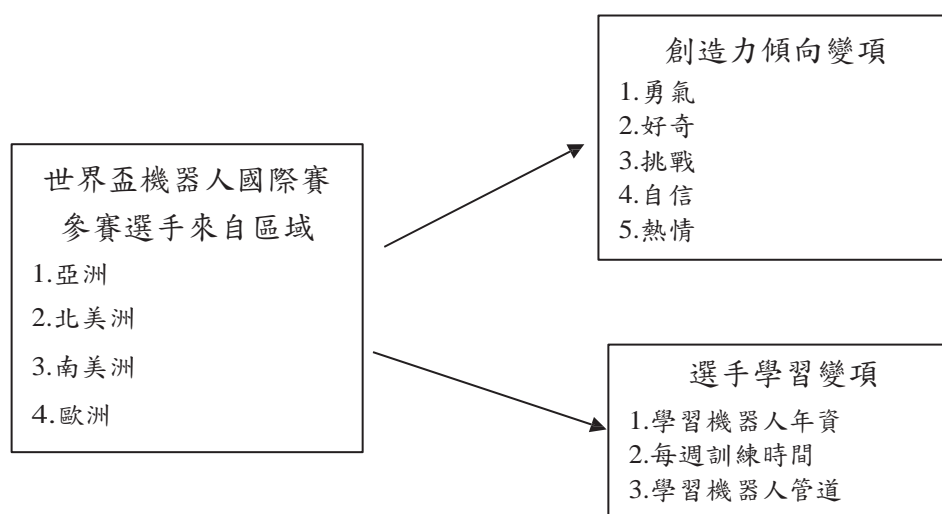 世界盃機器人國際賽
參賽選手來自區域
1.亞洲
2.北美洲
3.南美洲
4.歐洲
創造力傾向變項
1.勇氣
2.好奇
3.挑戰
4.自信
5.熱情
選手學習變項
1.學習機器人年資
2.每週訓練時間
3.學習機器人管道